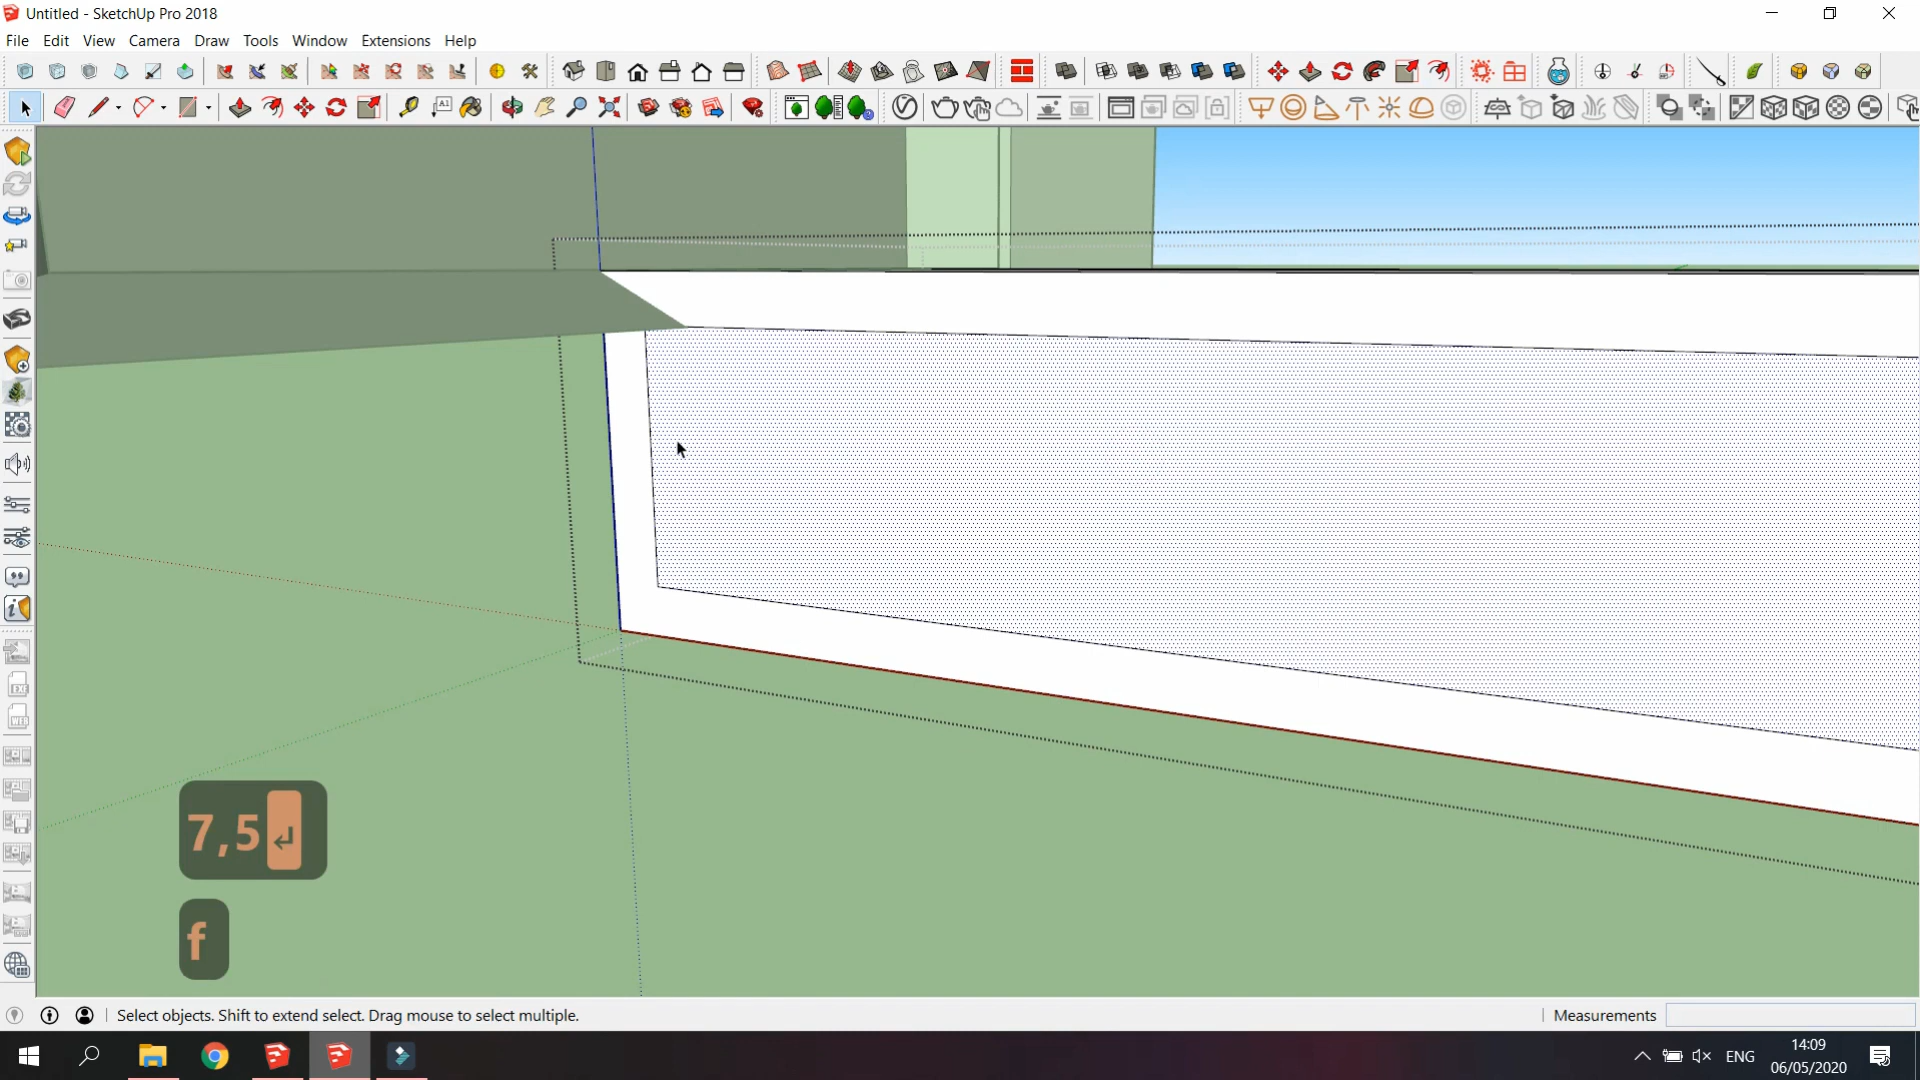 Untitled - SketchUp Pro 2018
File Edit View Camera Draw Tools Window Extensions Help
7,5↵
f
Select objects. Shift to extend select. Drag mouse to select multiple.
Measurements
ENG
14:09
06/05/2020